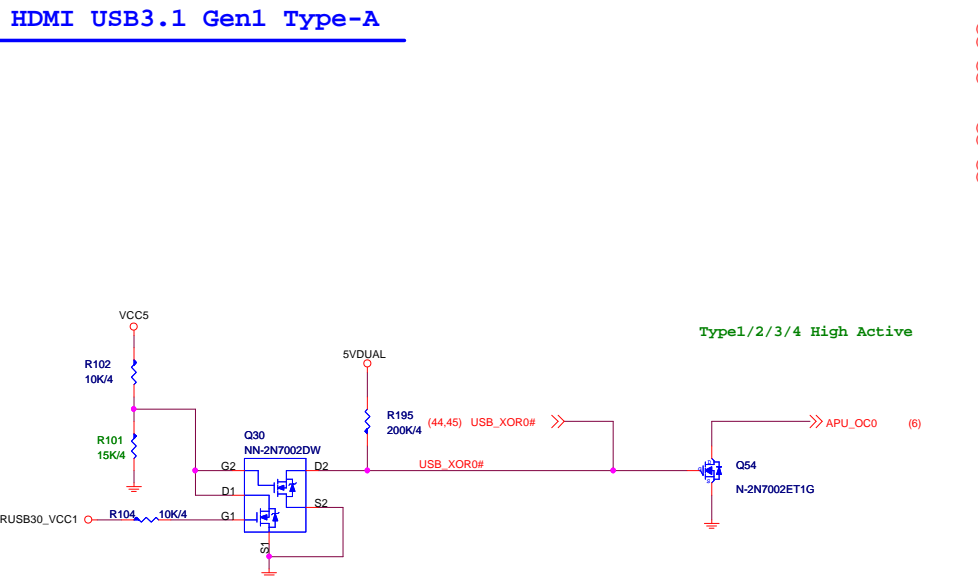 HDMI USB3.1 Gen1 Type-A
VCC5
Type1/2/3/4 High Active
5VDUAL
R102
10K/4
R195
200K/4
(44,45) USB_XOR0#
APU_OC0 (6)
R101
15K/4
Q30
NN-2N7002DW
G2
D2
USB_XOR0#
Q54
N-2N7002ET1G
D1
S2
RUSB30_VCC1
R104
10K/4
G1
S1